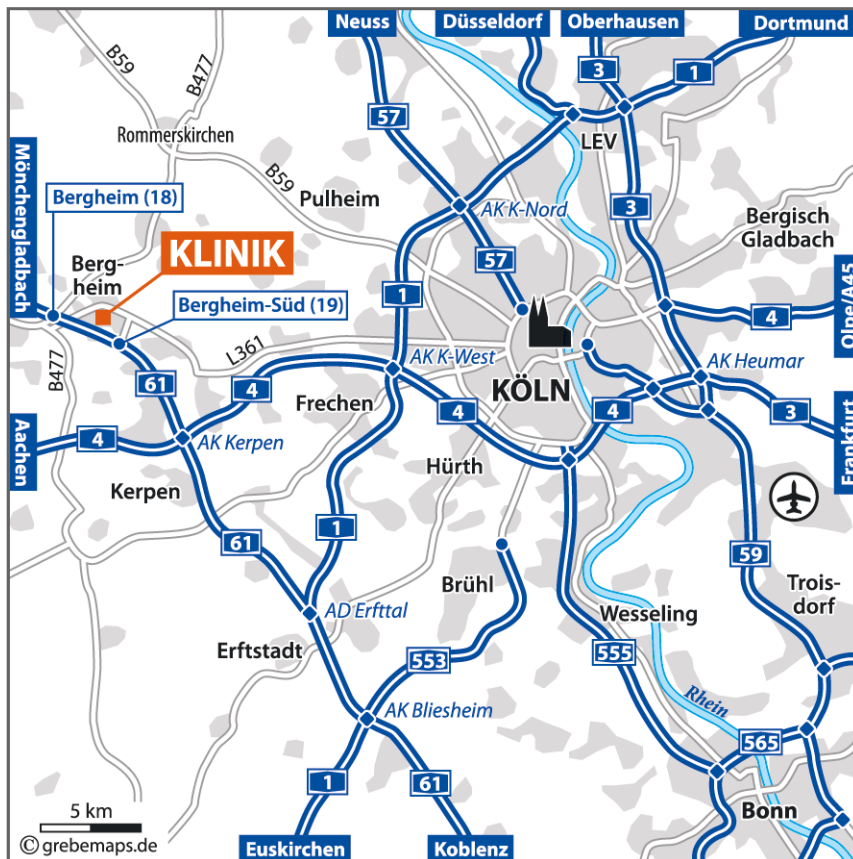 Neuss
Düsseldorf
Oberhausen
Dortmund
B59
B477
3
1
57
Rommerskirchen
LEV
Mönchengladbach
B59
Pulheim
Bergheim (18)
AK K-Nord
3
Bergisch
Gladbach
KLINIK
Berg-
heim
57
Bergheim-Süd (19)
1
4
Olpe/A45
L361
AK K-West
AK Heumar
B477
61
4
KÖLN
Frechen
4
4
3
Frankfurt
Aachen
4
AK Kerpen
Hürth
Kerpen
1
61
59
Brühl
Trois-
dorf
AD Erfttal
Wesseling
Erftstadt
553
555
Rhein
AK Bliesheim
565
1
61
Bonn
5 km
© grebemaps.de
Euskirchen
Koblenz